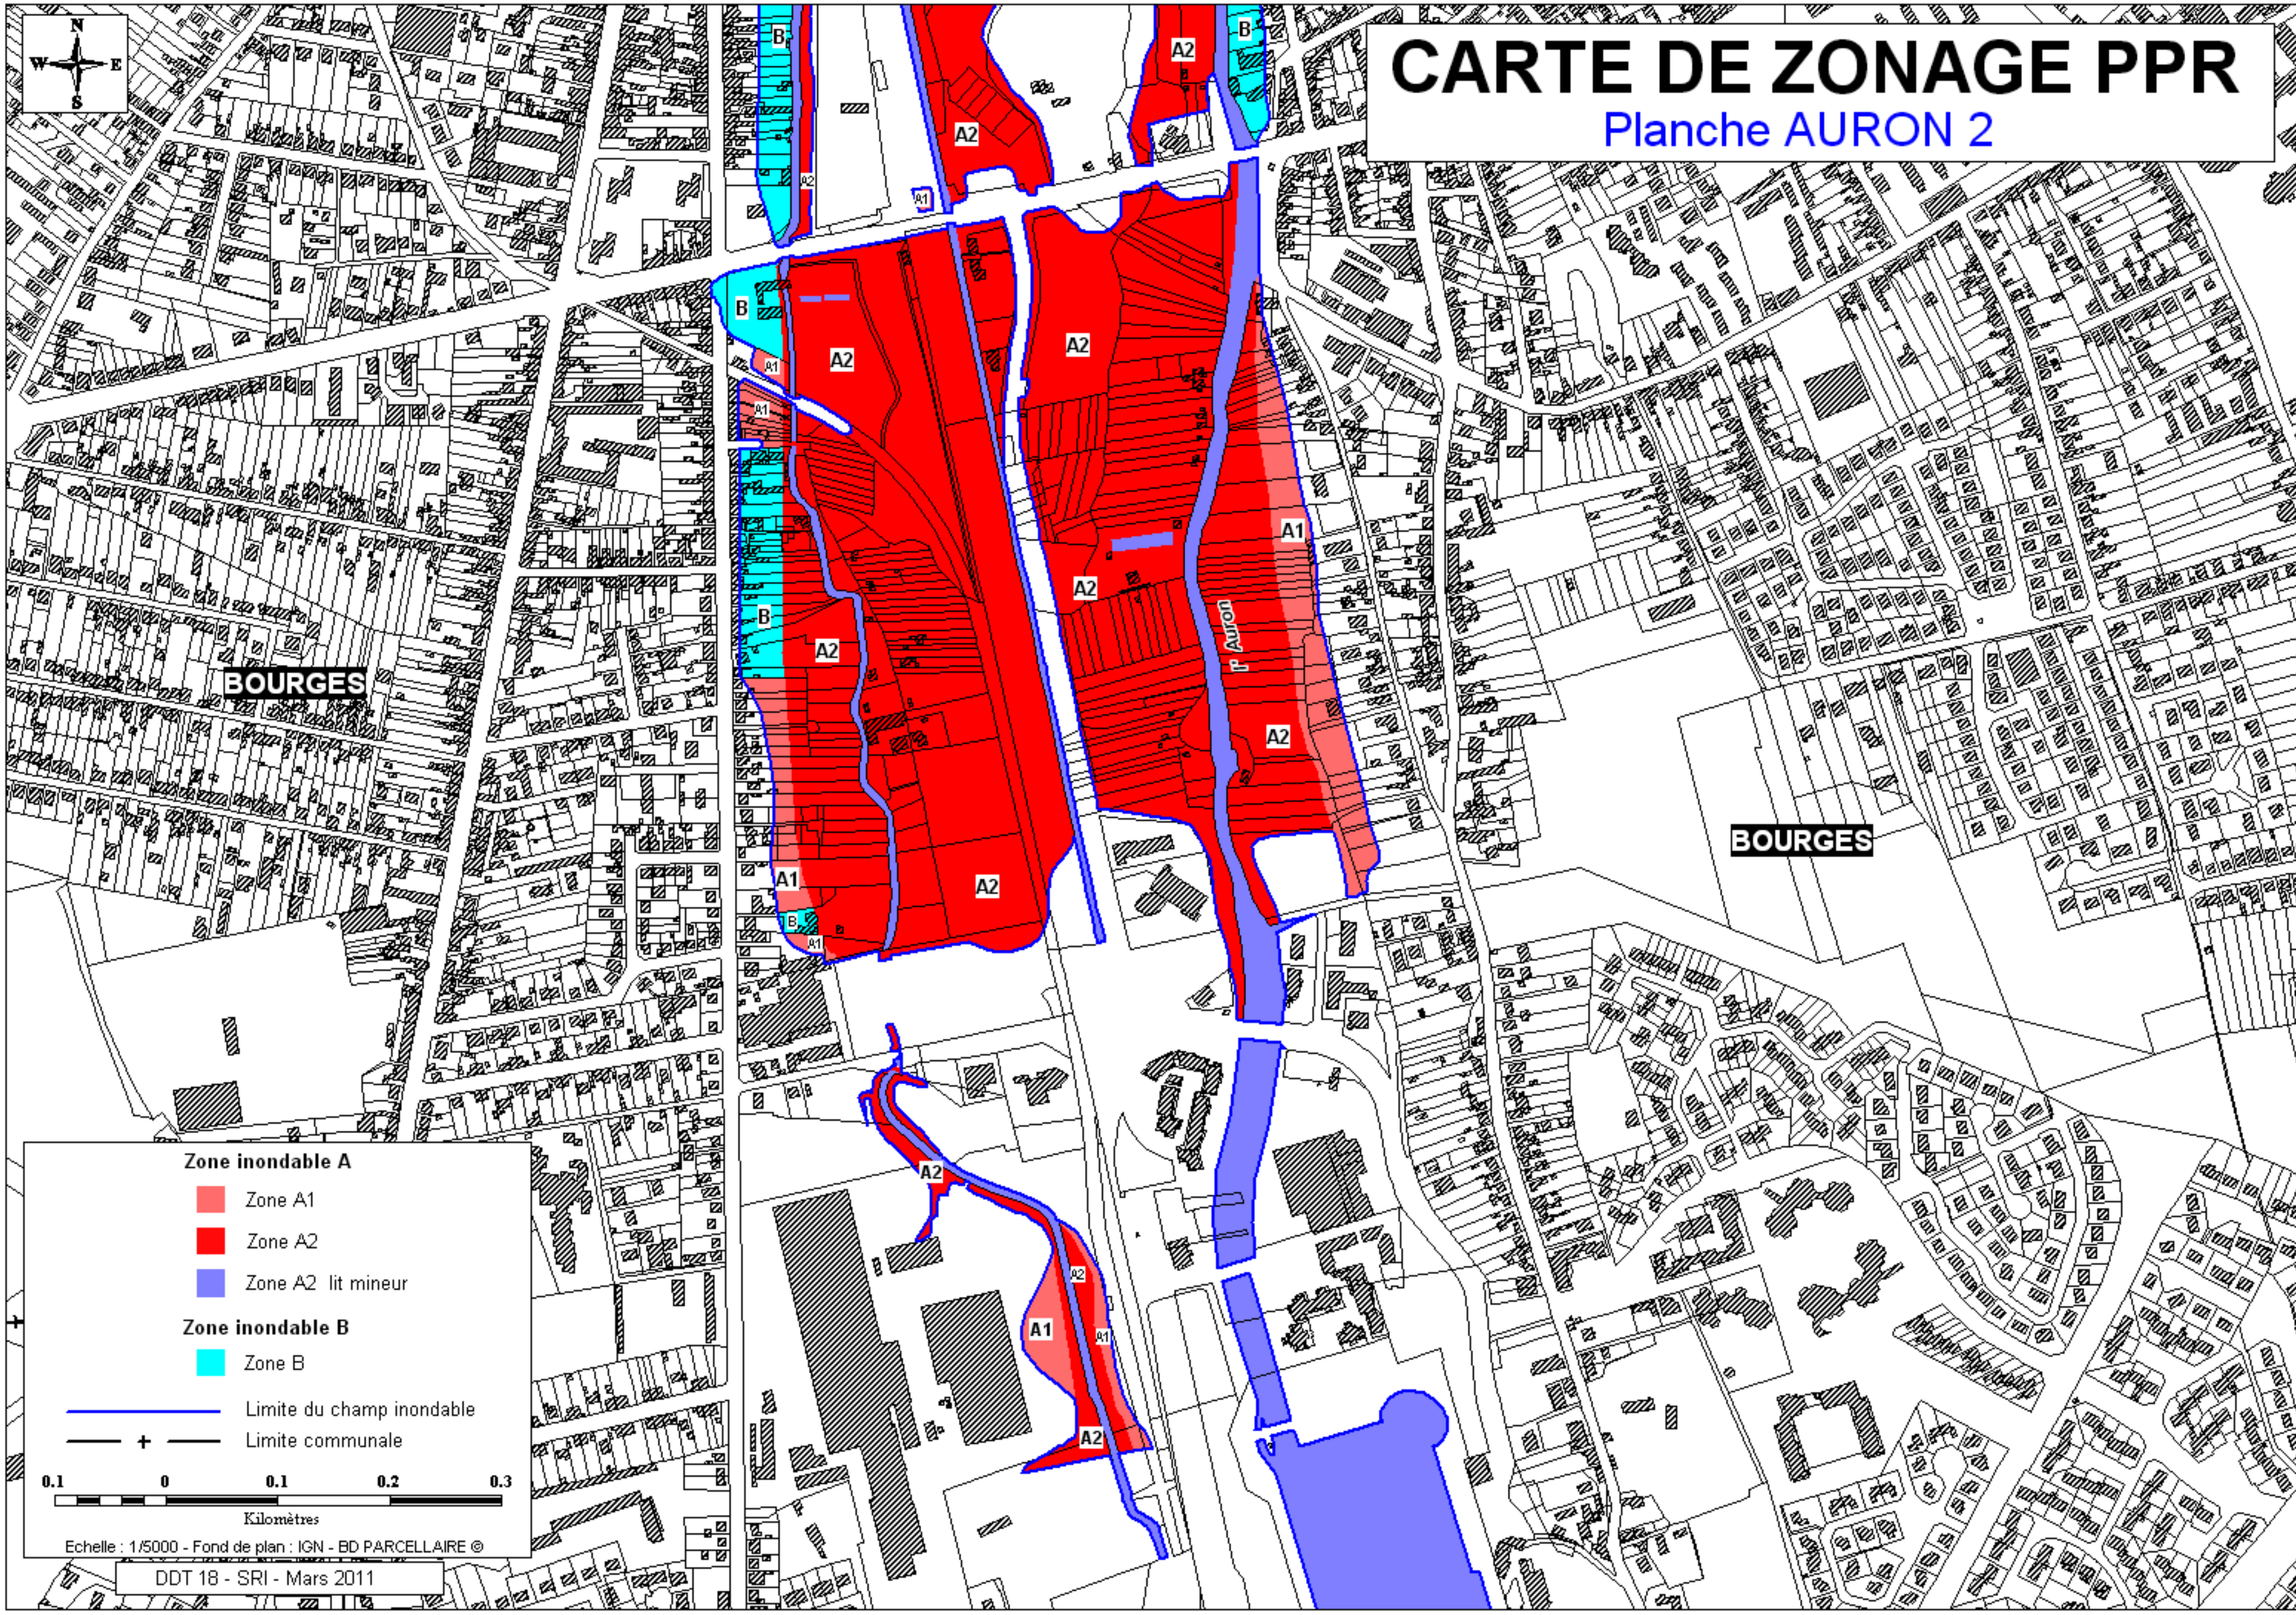 N
W E
S
CARTE DE ZONAGE PPR
Planche AURON 2
B
A2
B
A2
A2
A1
B
A2
A2
A1
A1
A1
A2
B
l' Auron
A2
BOURGES
A2
BOURGES
A1
A2
B
A1
A2
A2
A1
A1
A2
Zone inondable A
Zone A1
Zone A2
Zone A2 lit mineur
Zone inondable B
Zone B
Limite du champ inondable
Limite communale
0.1 0 0.1 0.2 0.3
Kilomètres
Echelle : 1/5000 - Fond de plan : IGN - BD PARCELLAIRE ©
DDT 18 - SRI - Mars 2011